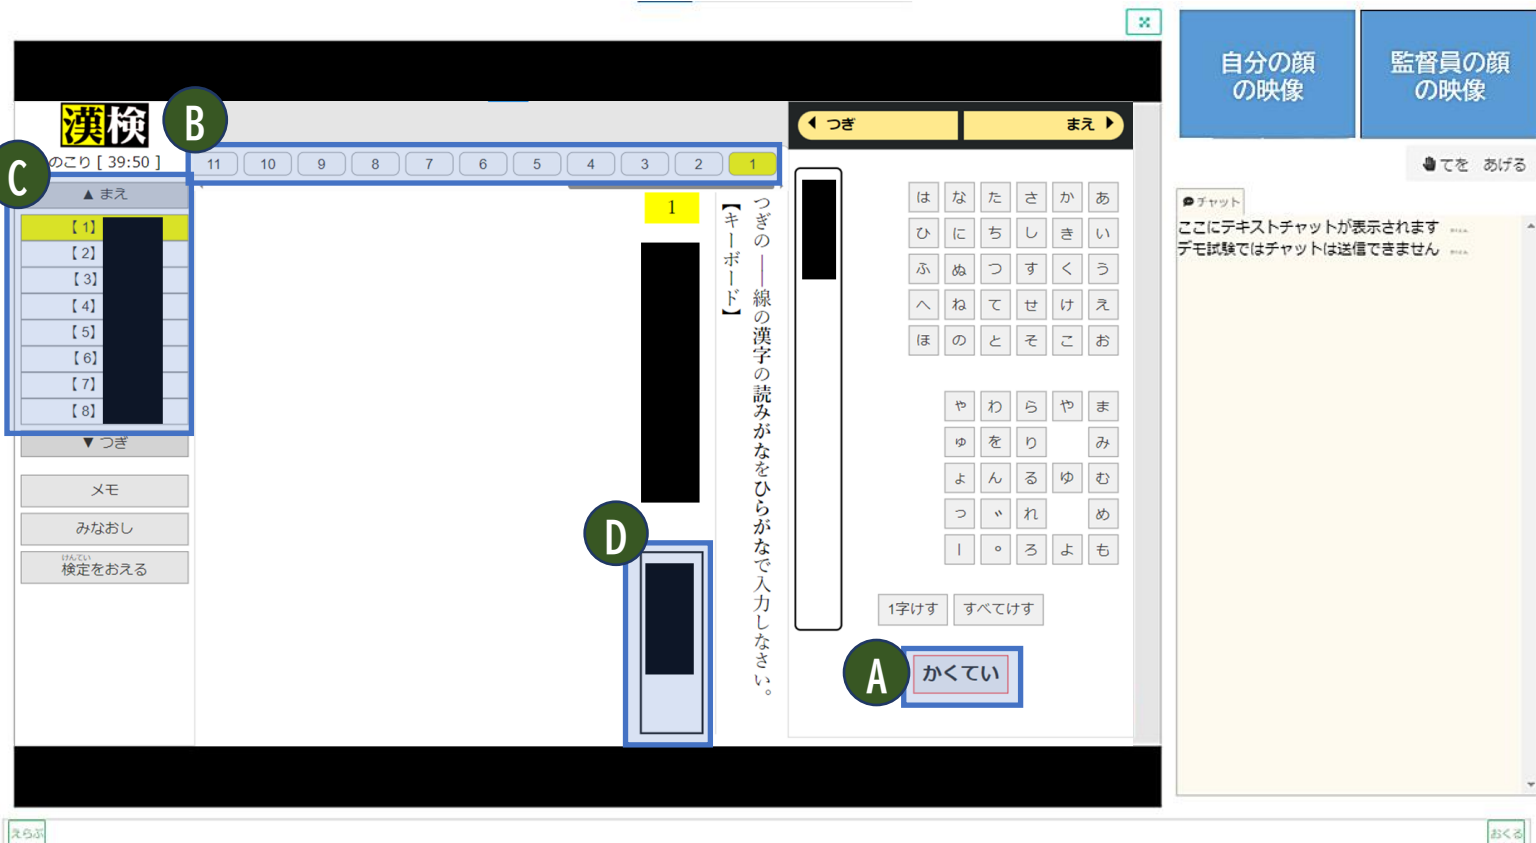 自分の顔
の映像
監督員の顔
の映像
漢検
B
C
のこり [ 39:50 ]
11 10 9 8 7 6 5 4 3 2 1
つぎ
まえ
てを あげる
▲ まえ
【 1】
【 2】
【 3】
【 4】
【 5】
【 6】
【 7】
【 8】
▼ つぎ
メモ
みなおし
けんてい
検定をおえる
つぎの ――線の漢字の読みがなをひらがなで入力しなさい。
【キーボード】
1
D
は な た さ か あ
ひ に ち し き い
ふ ぬ つ す く う
へ ね て せ け え
ほ の と そ こ お
ゃ わ ら や ま
ゅ を り み
ょ ん る ゆ む
っ ゛ れ め
ー ゜ ろ よ も
1字けす
すべてけす
A
かくてい
チャット
ここにテキストチャットが表示されます
デモ試験ではチャットは送信できません
えらぶ
おくる